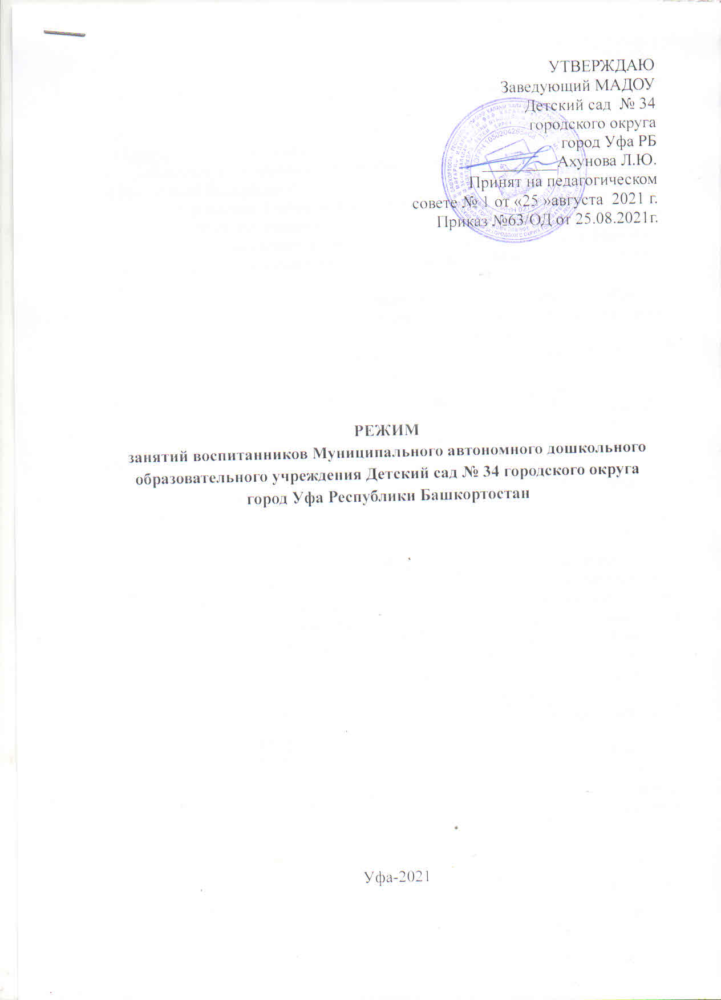 УТВЕРЖДАЮ
Заведующий МАДОУ
Детский сад № 34
городского округа
город Уфа РБ
____________Ахунова Л.Ю.
Принят на педагогическом
совете № 1 от «25 »августа 2021 г.
Приказ №63/ОД от 25.08.2021г.
РЕЖИМ
занятий воспитанников Муниципального автономного дошкольного
образовательного учреждения Детский сад № 34 городского округа
город Уфа Республики Башкортостан
Уфа-2021